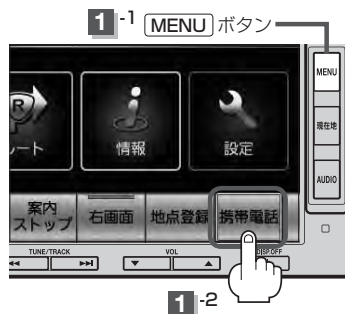 1-1 MENU ボタン
MENU
現在地
AUDIO
R
ート 情報 設定
案内ストップ 右画面 地点登録 携帯電話
TUNE/TRACK VOL DISP.OFF
1-2